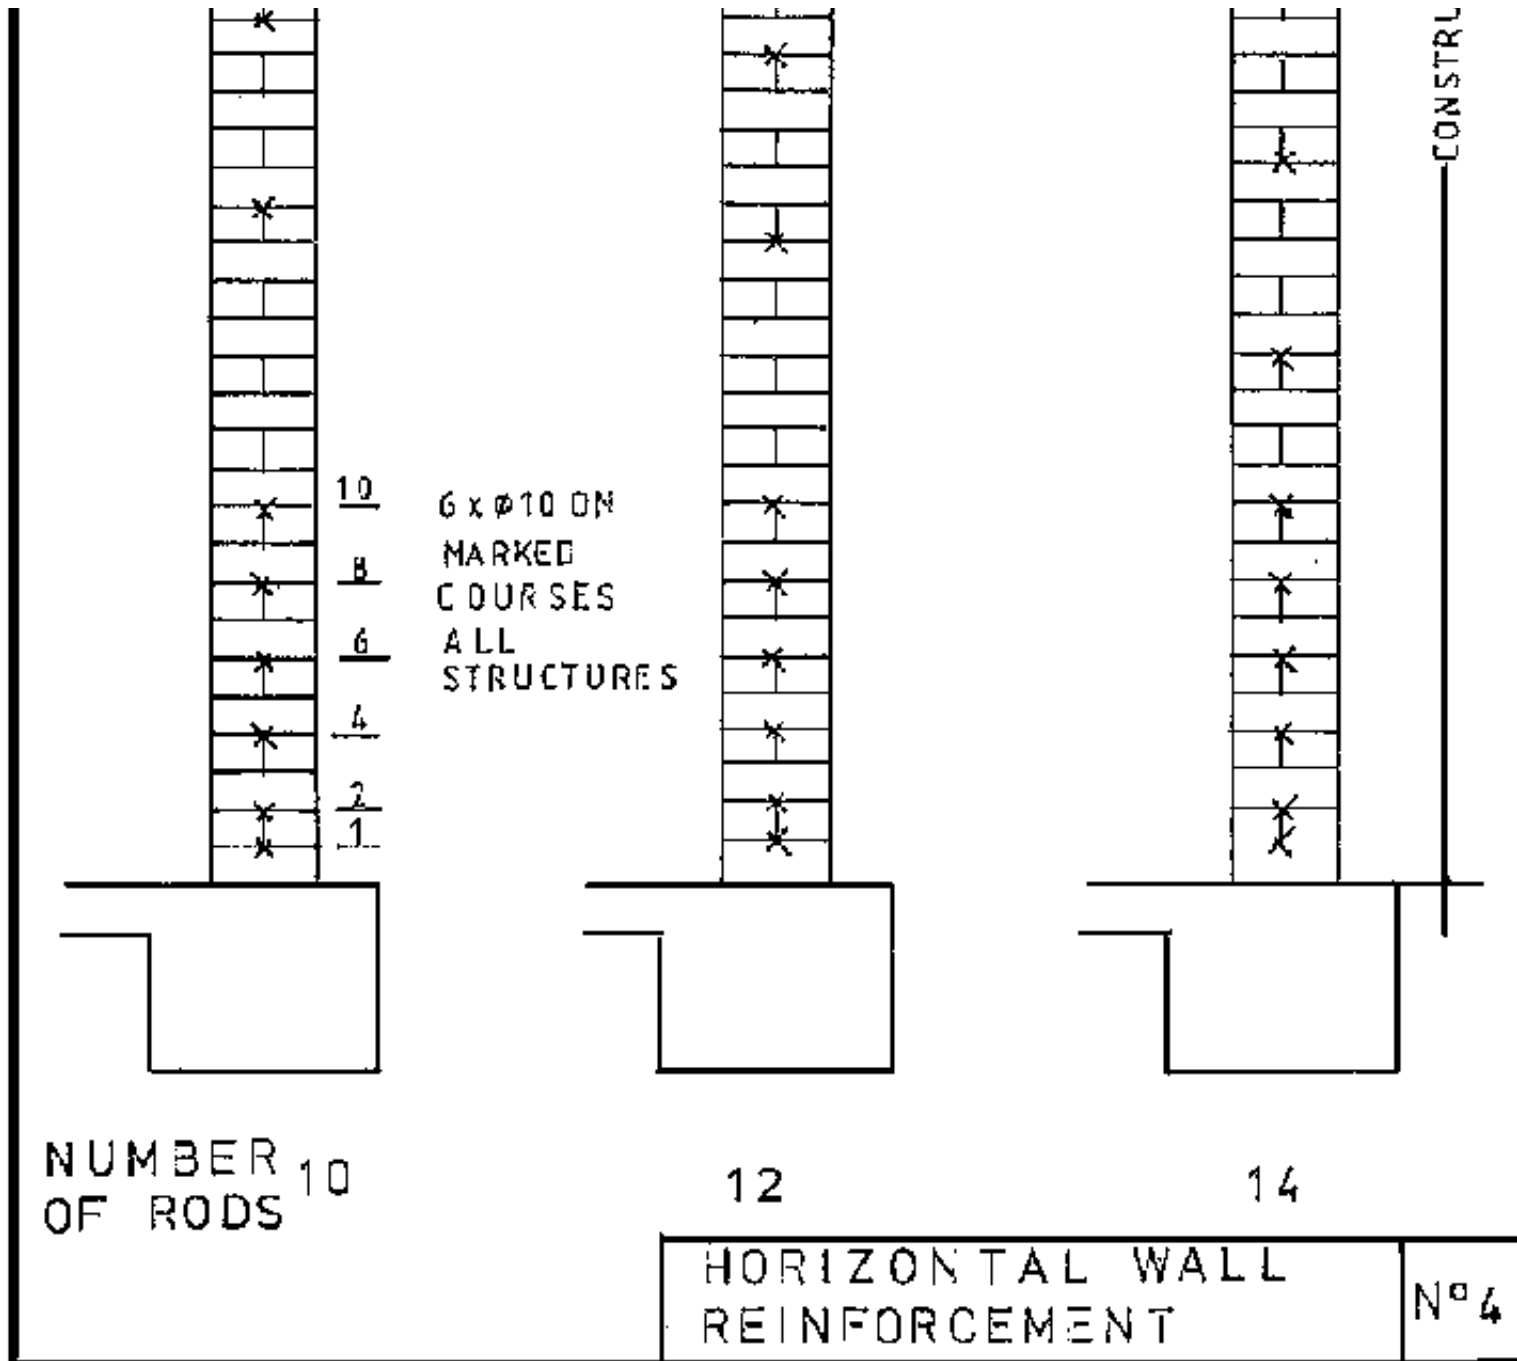 CONSTRU
10
8
6
4
2
1
6 x ø10 ON
MARKED
COURSES
ALL
STRUCTURES
NUMBER
OF RODS
10
12
14
HORIZONTAL WALL
REINFORCEMENT
Nº4